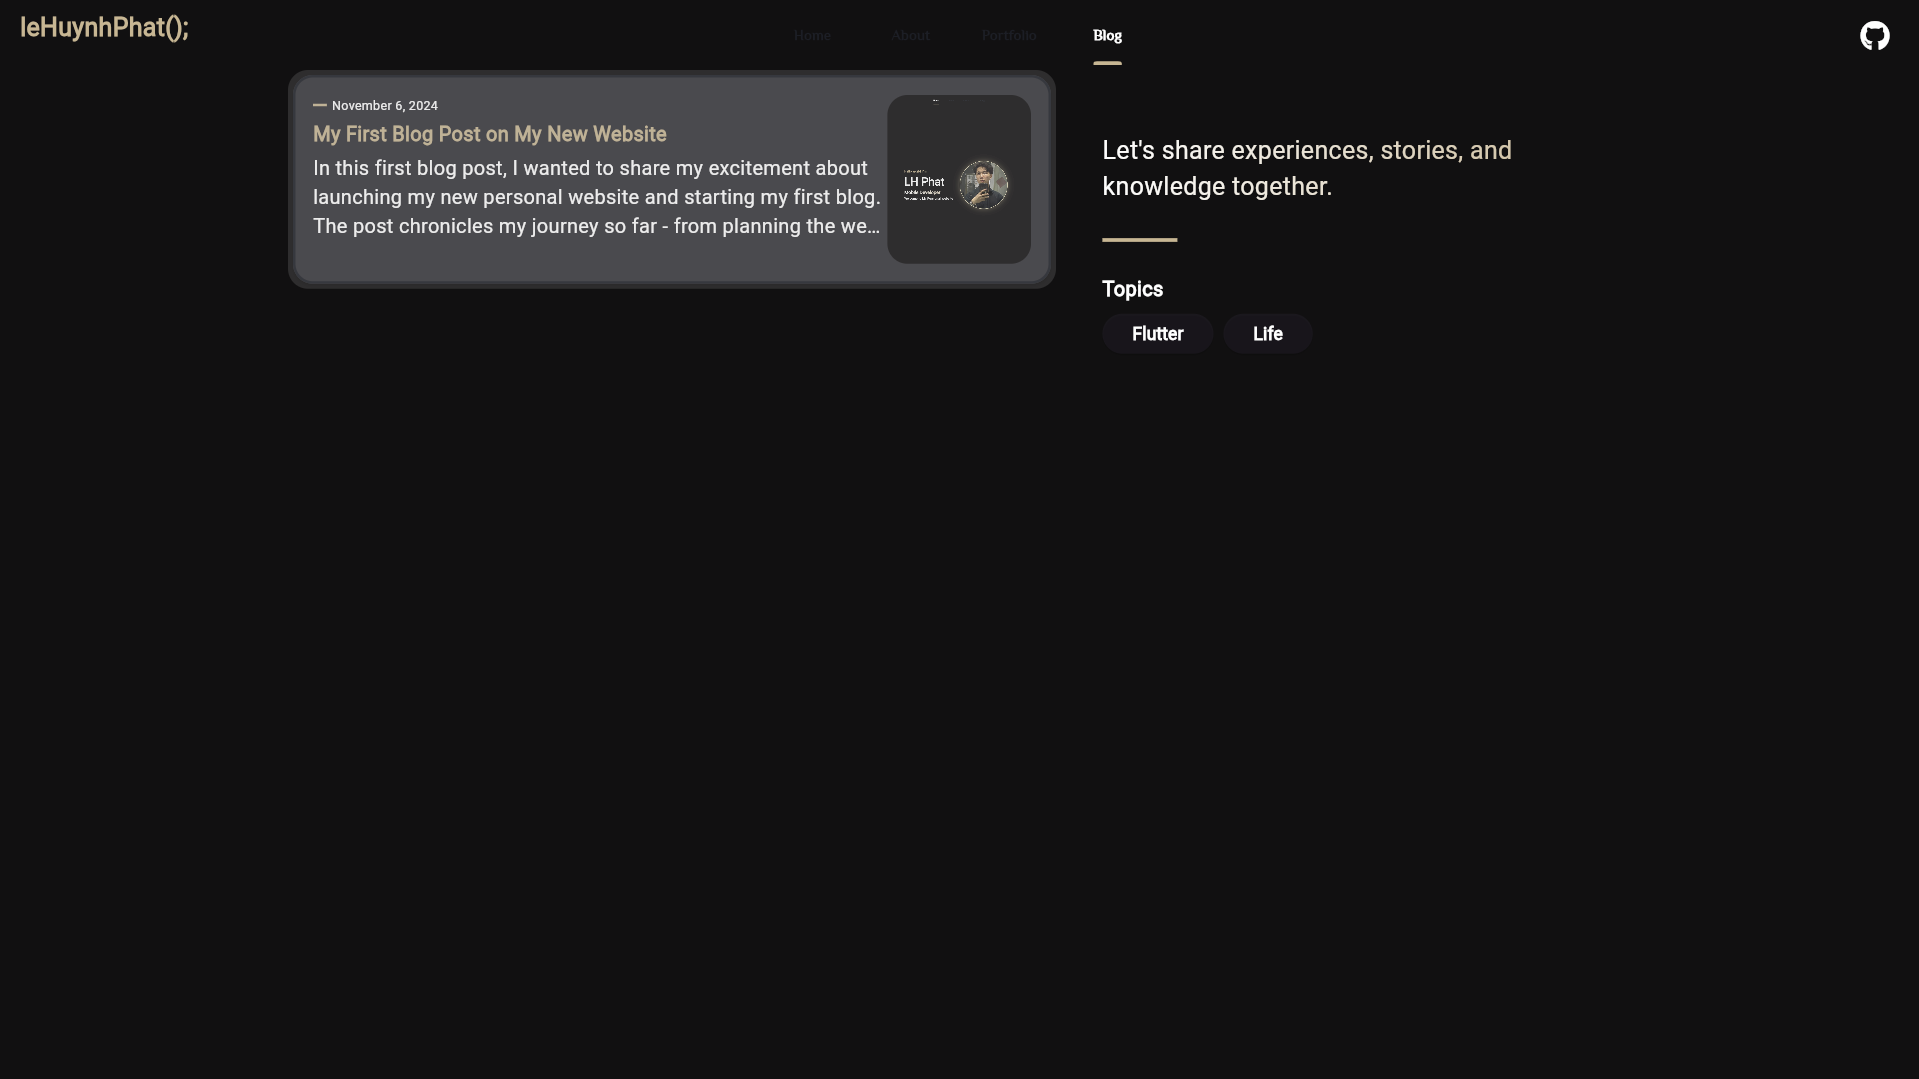 leHuynhPhat();
Home
About
Portfolio
Blog
November 6, 2024
My First Blog Post on My New Website
In this first blog post, I wanted to share my excitement about
launching my new personal website and starting my first blog.
The post chronicles my journey so far - from planning the we...
LH Phat
Mobile Developer
Let's share experiences, stories, and
knowledge together.
Topics
Flutter
Life